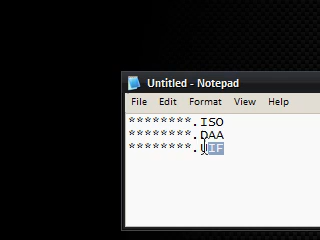 Untitled - Notepad
File Edit Format View Help
********.ISO
********.DAA
********.UIF